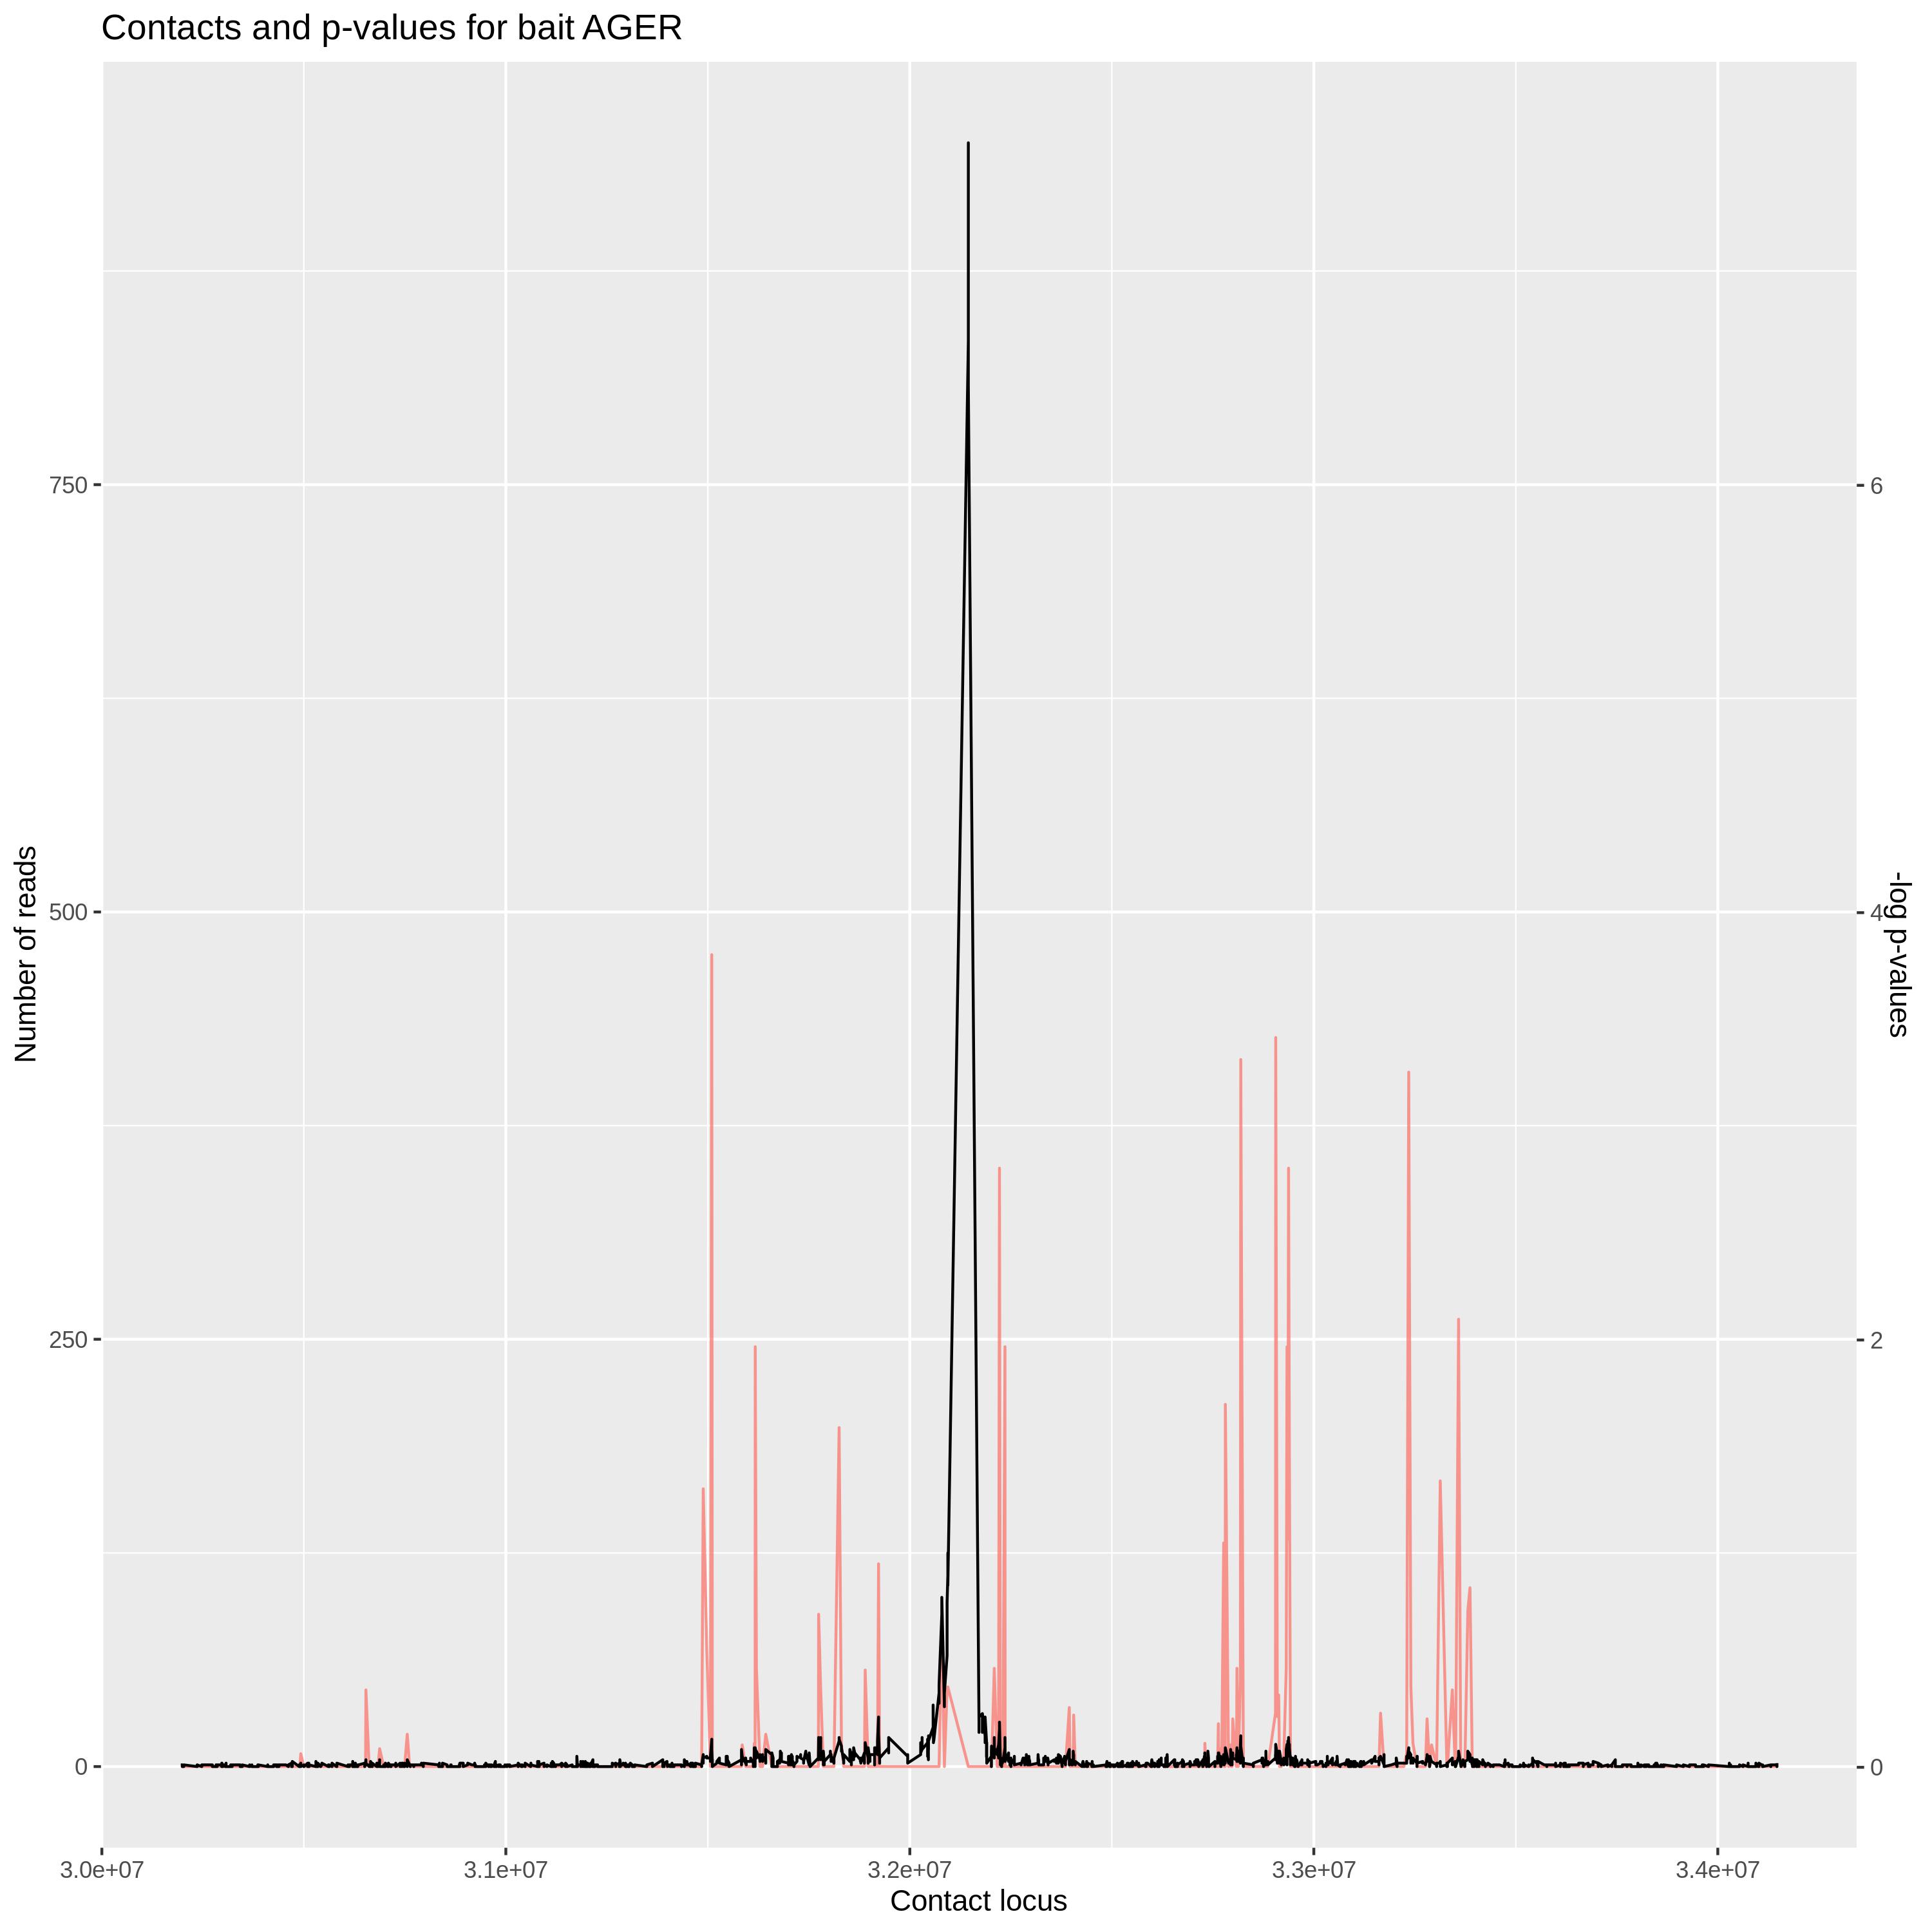 Contacts and p-values for bait AGER
750
500
250
0
Number of reads
6
4
2
0
-log p-values
3.0e+07
3.1e+07
3.2e+07
3.3e+07
3.4e+07
Contact locus